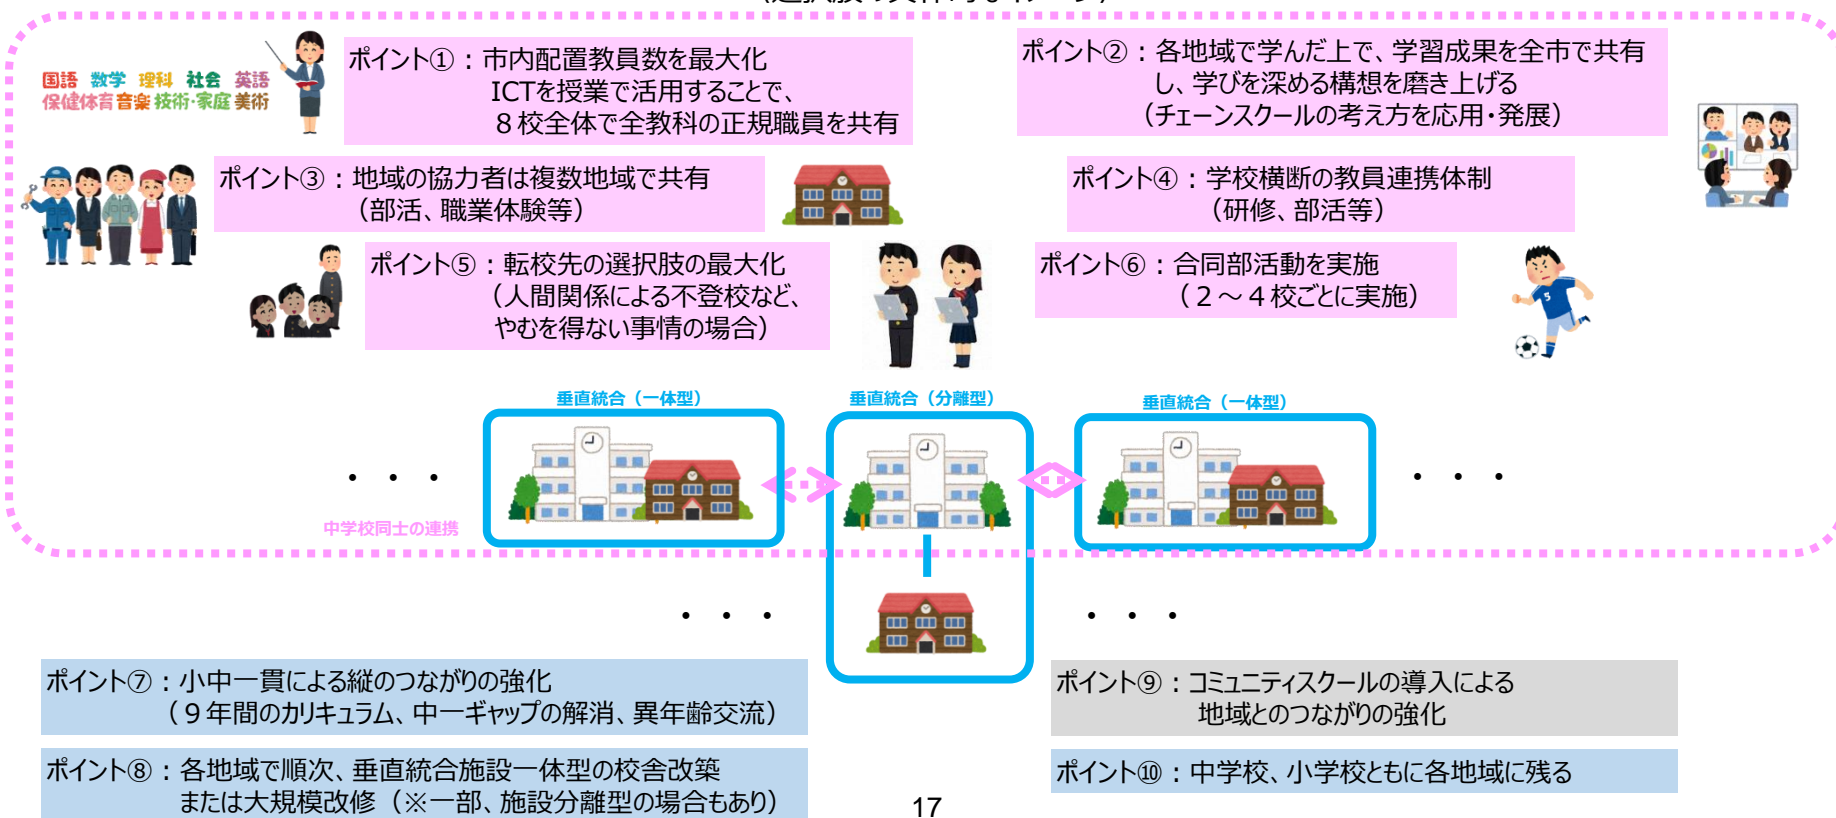 国語 数学 理科 社会 英語
保健体育 音楽 技術・家庭 美術
ポイント①：市内配置教員数を最大化
ICTを授業で活用することで、
８校全体で全教科の正規職員を共有
ポイント②：各地域で学んだ上で、学習成果を全市で共有
し、学びを深める構想を磨き上げる
（チェーンスクールの考え方を応用・発展）
ポイント③：地域の協力者は複数地域で共有
（部活、職業体験等）
ポイント④：学校横断の教員連携体制
（研修、部活等）
ポイント⑤：転校先の選択肢の最大化
（人間関係による不登校など、
やむを得ない事情の場合）
ポイント⑥：合同部活動を実施
（２～４校ごとに実施）
垂直統合（一体型）
垂直統合（分離型）
垂直統合（一体型）
・・・
・・・
中学校同士の連携
・・・
・・・
ポイント⑦：小中一貫による縦のつながりの強化
（９年間のカリキュラム、中一ギャップの解消、異年齢交流）
ポイント⑧：各地域で順次、垂直統合施設一体型の校舎改築
または大規模改修（※一部、施設分離型の場合もあり）
ポイント⑨：コミュニティスクールの導入による
地域とのつながりの強化
ポイント⑩：中学校、小学校ともに各地域に残る
17